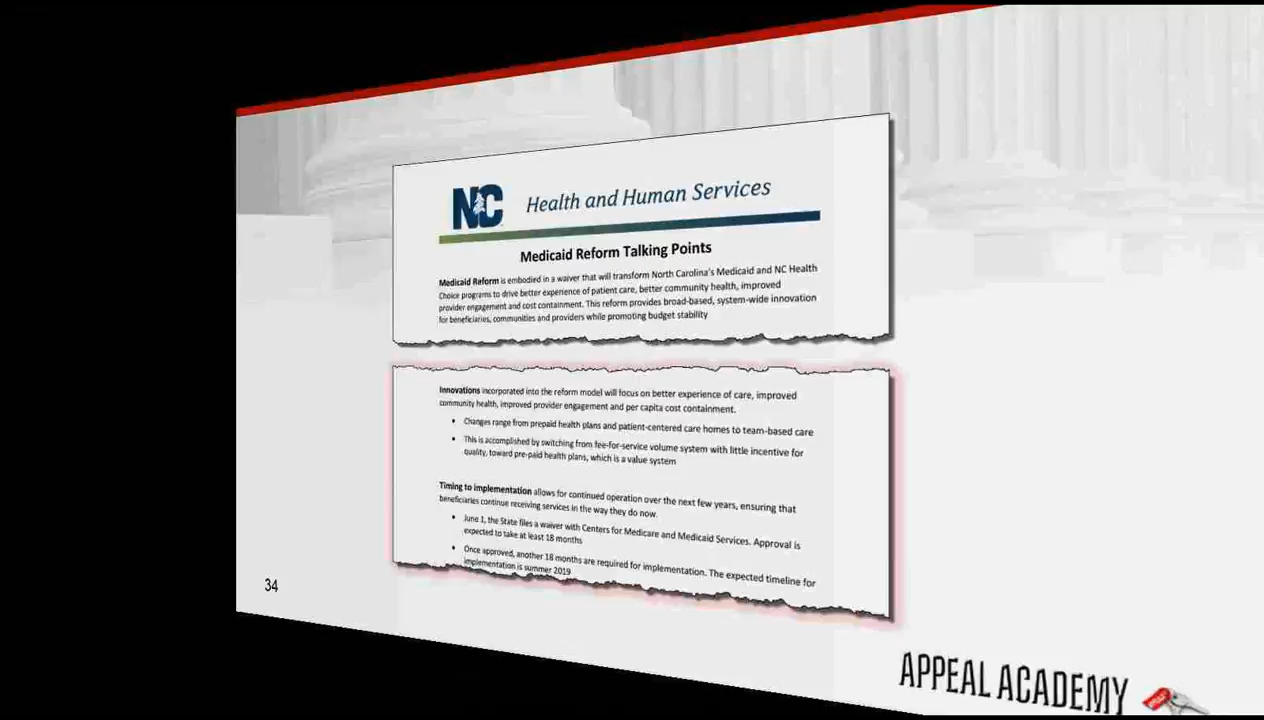 NC Health and Human Services
Medicaid Reform Talking Points
Medicaid Reform is embodied in a waiver that will transform North Carolina's Medicaid and NC Health
Choice programs to drive better experience of patient care, better community health, improved
provider engagement and cost containment. This reform provides broad-based, system-wide innovation
for beneficiaries, communities and providers while promoting budget stability
Innovations incorporated into the reform model will focus on better experience of care, improved
community health, improved provider engagement and per capita cost containment.
• Changes range from prepaid health plans and patient-centered care homes to team-based care
• This is accomplished by switching from fee-for-service volume system with little incentive for
quality, toward pre-paid health plans, which is a value system
Timing to implementation allows for continued operation over the next few years, ensuring that
beneficiaries continue receiving services in the way they do now.
• June 1, the State files a waiver with Centers for Medicare and Medicaid Services. Approval is
expected to take at least 18 months
• Once approved, another 18 months are required for implementation. The expected timeline for
implementation is summer 2019
34
APPEAL ACADEMY